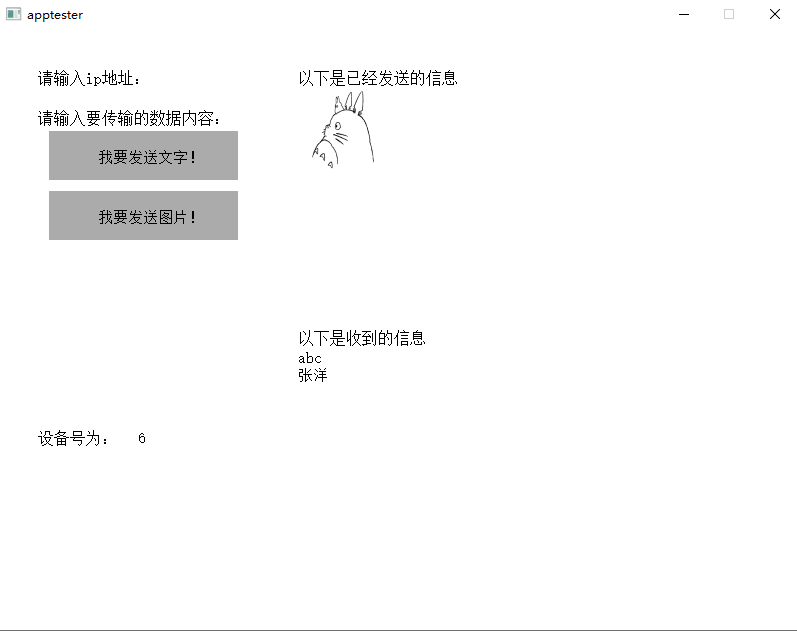 apptester
请输入ip地址：
请输入要传输的数据内容：
我要发送文字！
我要发送图片！
以下是已经发送的信息
以下是收到的信息
abc
张洋
设备号为： 6